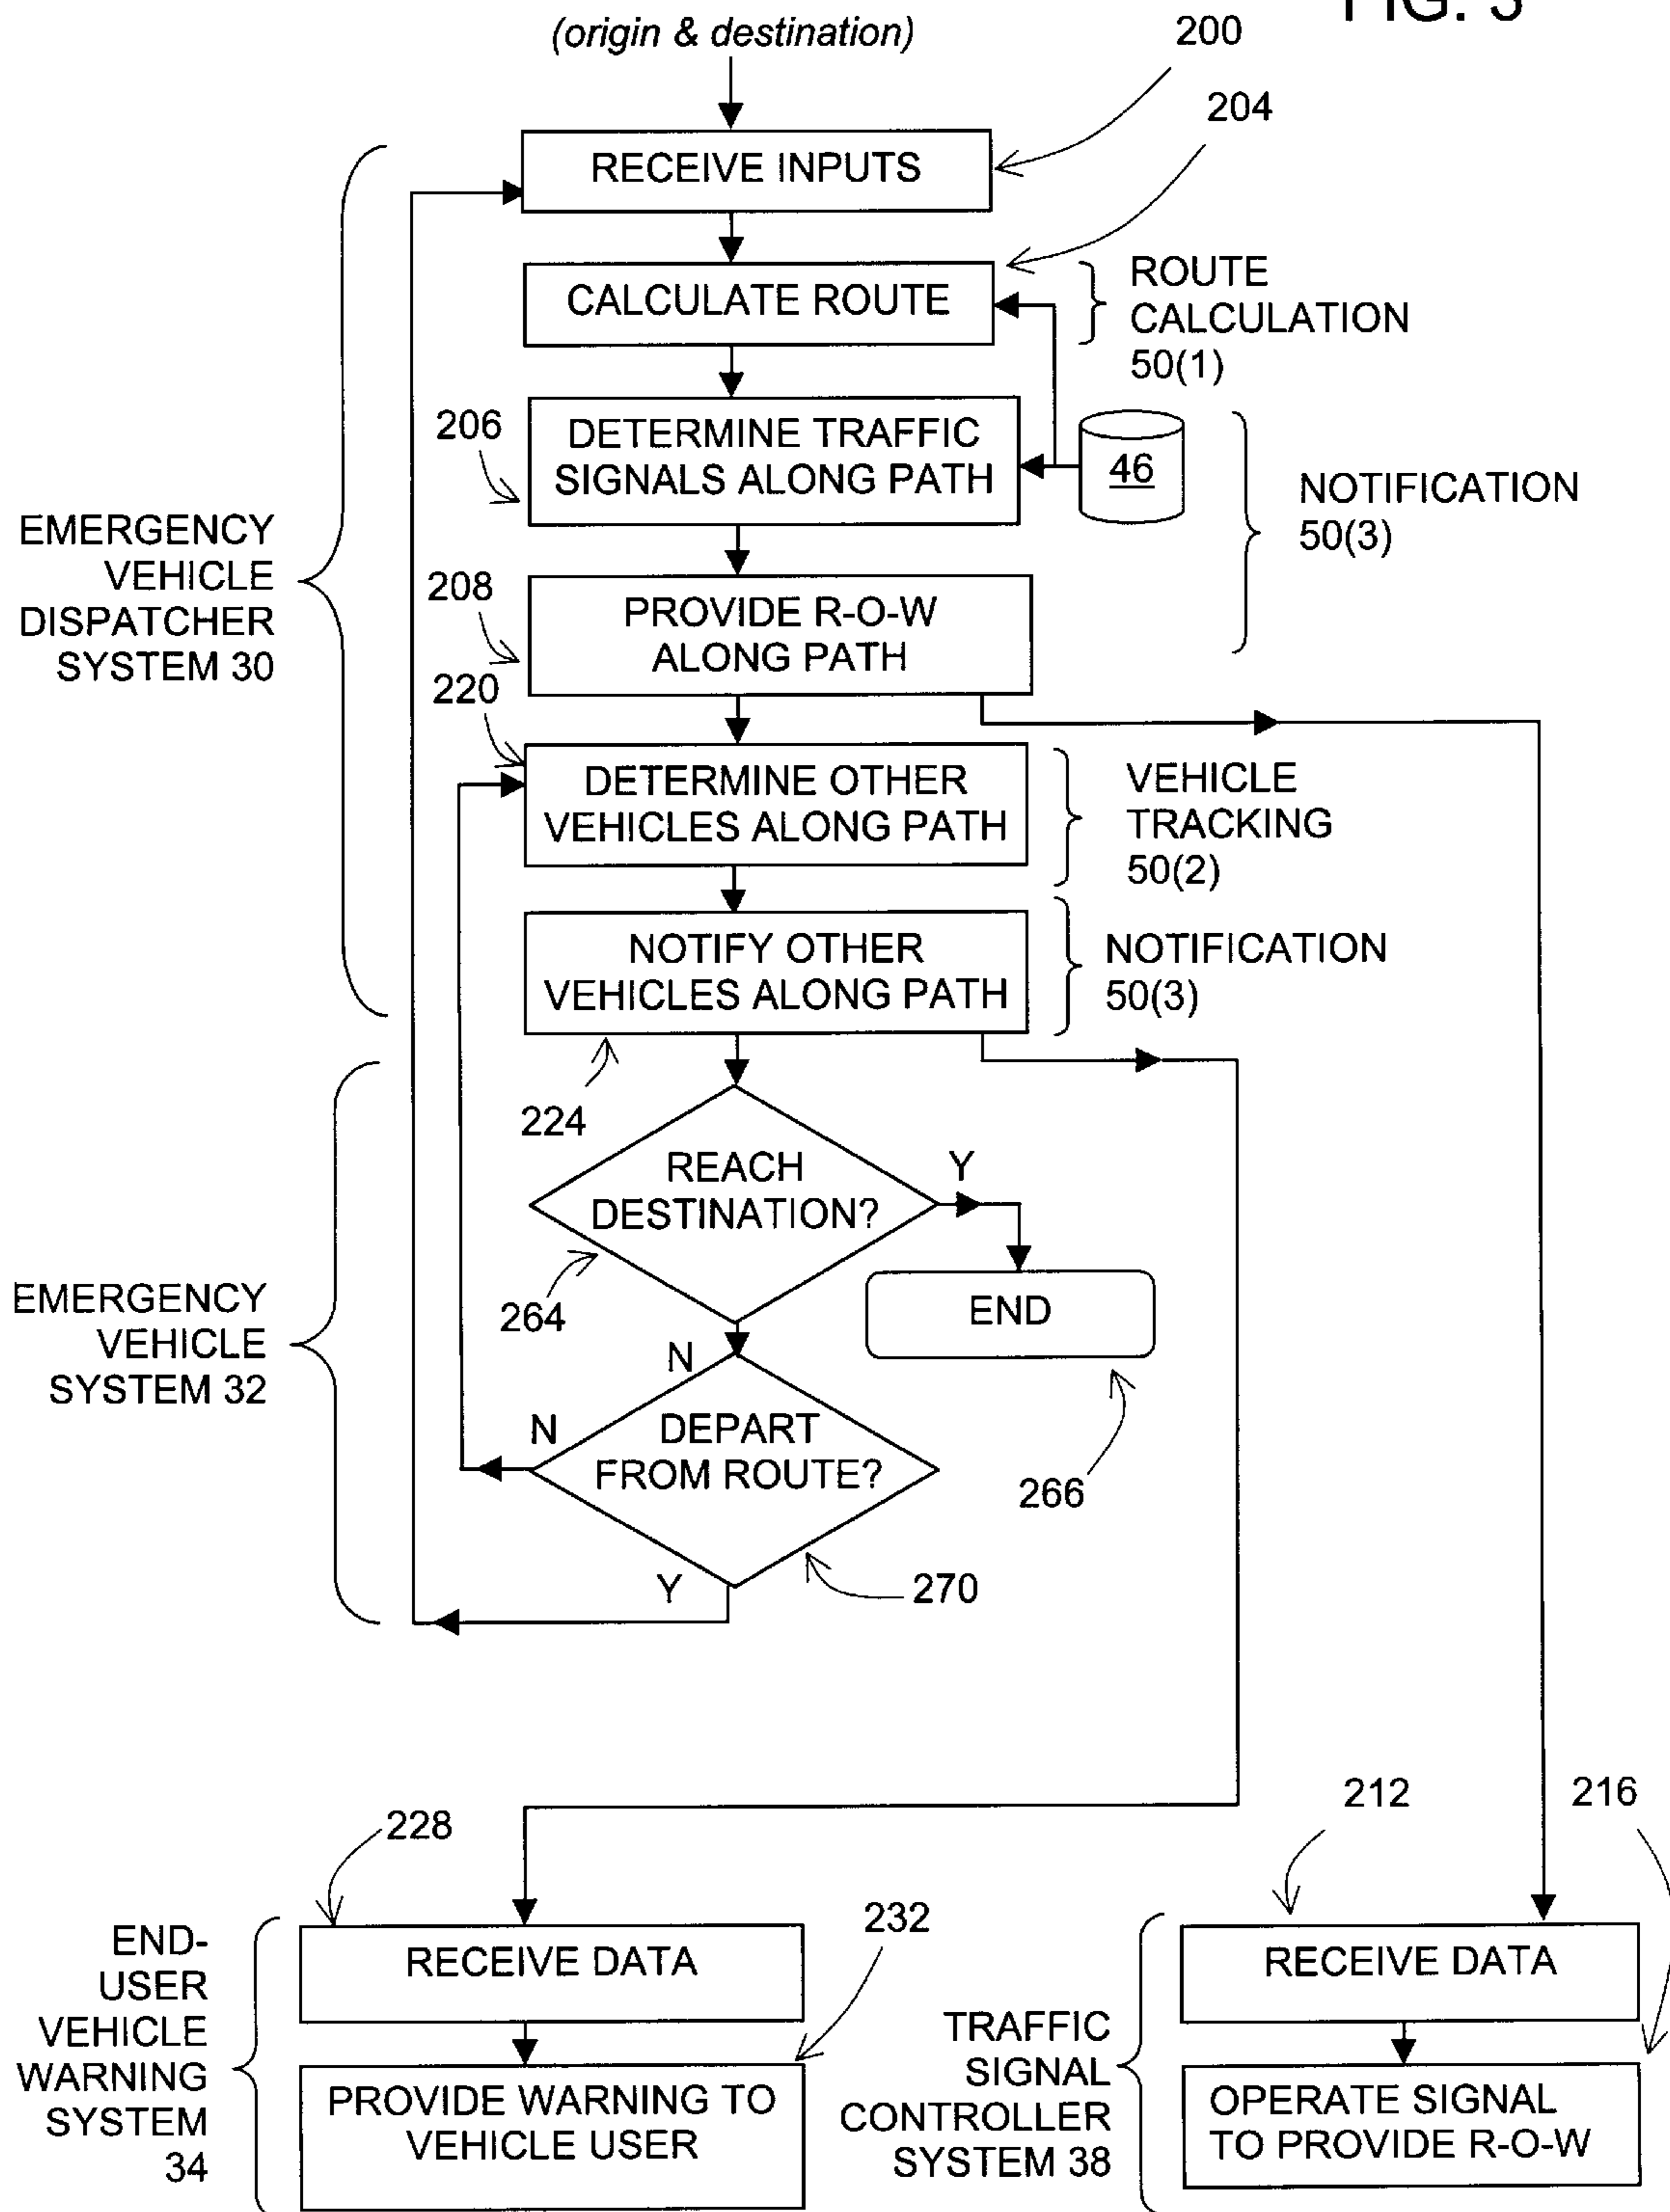 FIG. 3
(origin & destination)
200
204
RECEIVE INPUTS
CALCULATE ROUTE
ROUTE
CALCULATION
50(1)
206
DETERMINE TRAFFIC
SIGNALS ALONG PATH
46
NOTIFICATION
50(3)
EMERGENCY
VEHICLE
DISPATCHER
SYSTEM 30
208
PROVIDE R-O-W
ALONG PATH
220
DETERMINE OTHER
VEHICLES ALONG PATH
VEHICLE
TRACKING
50(2)
NOTIFY OTHER
VEHICLES ALONG PATH
NOTIFICATION
50(3)
224
REACH
DESTINATION?
Y
264
END
EMERGENCY
VEHICLE
SYSTEM 32
N
N
DEPART
FROM ROUTE?
266
Y
270
228
212
216
232
END-
USER
VEHICLE
WARNING
SYSTEM
34
RECEIVE DATA
PROVIDE WARNING TO
VEHICLE USER
TRAFFIC
SIGNAL
CONTROLLER
SYSTEM 38
RECEIVE DATA
OPERATE SIGNAL
TO PROVIDE R-O-W